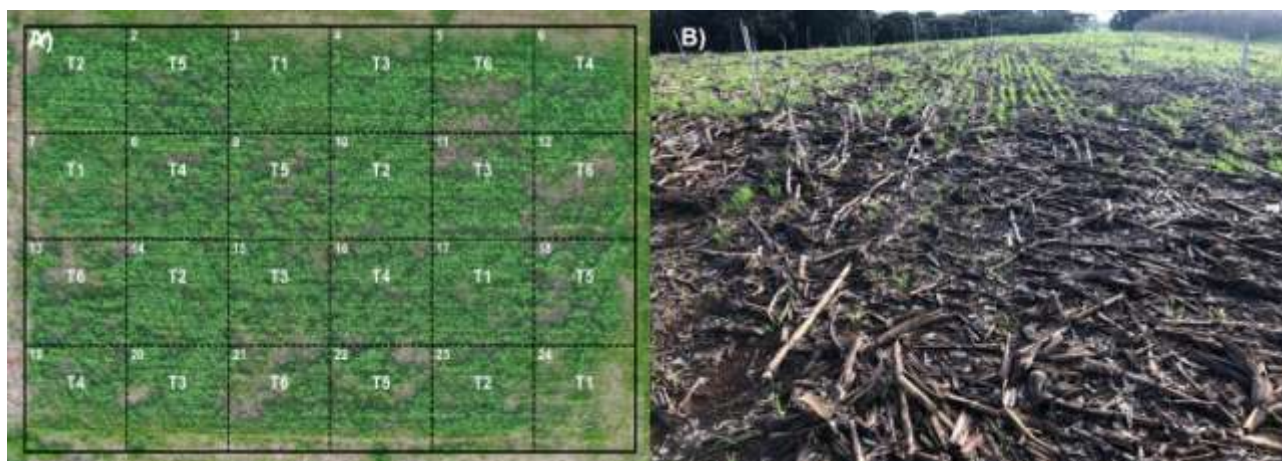 A)
2 3 4 5 6
T2 T5 T1 T3 T6 T4
7 8 9 10 11 12
T1 T4 T5 T2 T3 T6
13 14 15 16 17 18
T6 T2 T3 T4 T1 T5
19 20 21 22 23 24
T4 T3 T6 T5 T2 T1
B)